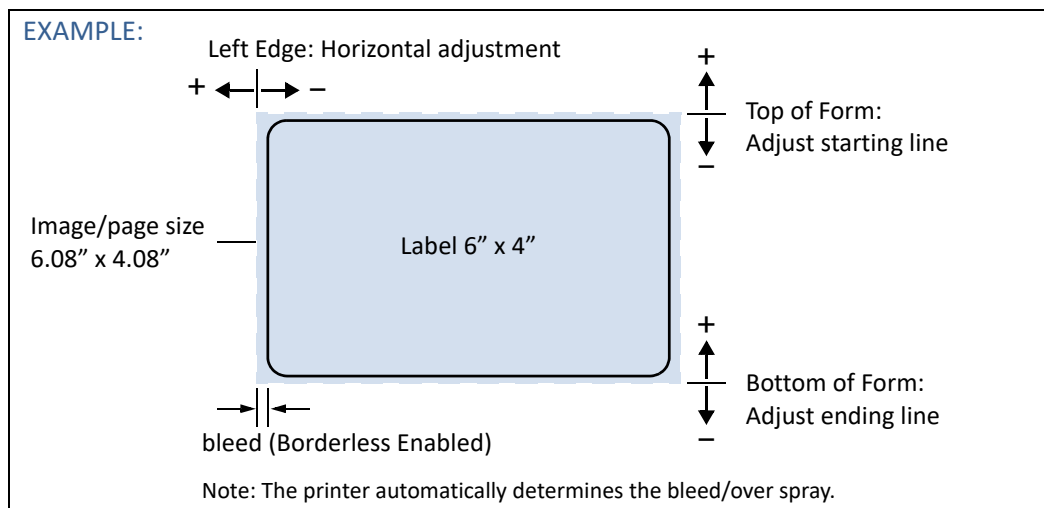 EXAMPLE:
Left Edge: Horizontal adjustment
+ –
+
Top of Form:
Adjust starting line
–
Image/page size
6.08” x 4.08”
Label 6” x 4”
+
Bottom of Form:
Adjust ending line
–
bleed (Borderless Enabled)
Note: The printer automatically determines the bleed/over spray.